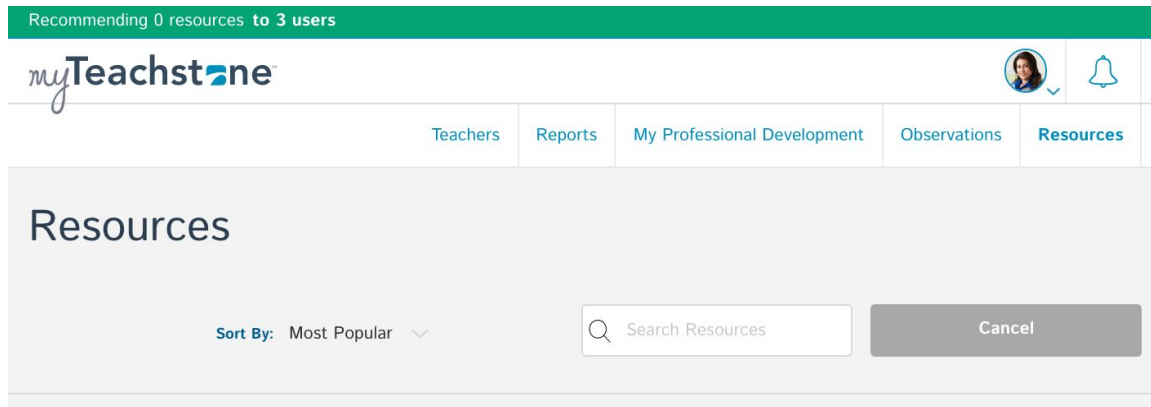 Recommending 0 resources to 3 users
myTeachstone
Teachers Reports My Professional Development Observations Resources
Resources
Sort By: Most Popular Search Resources Cancel